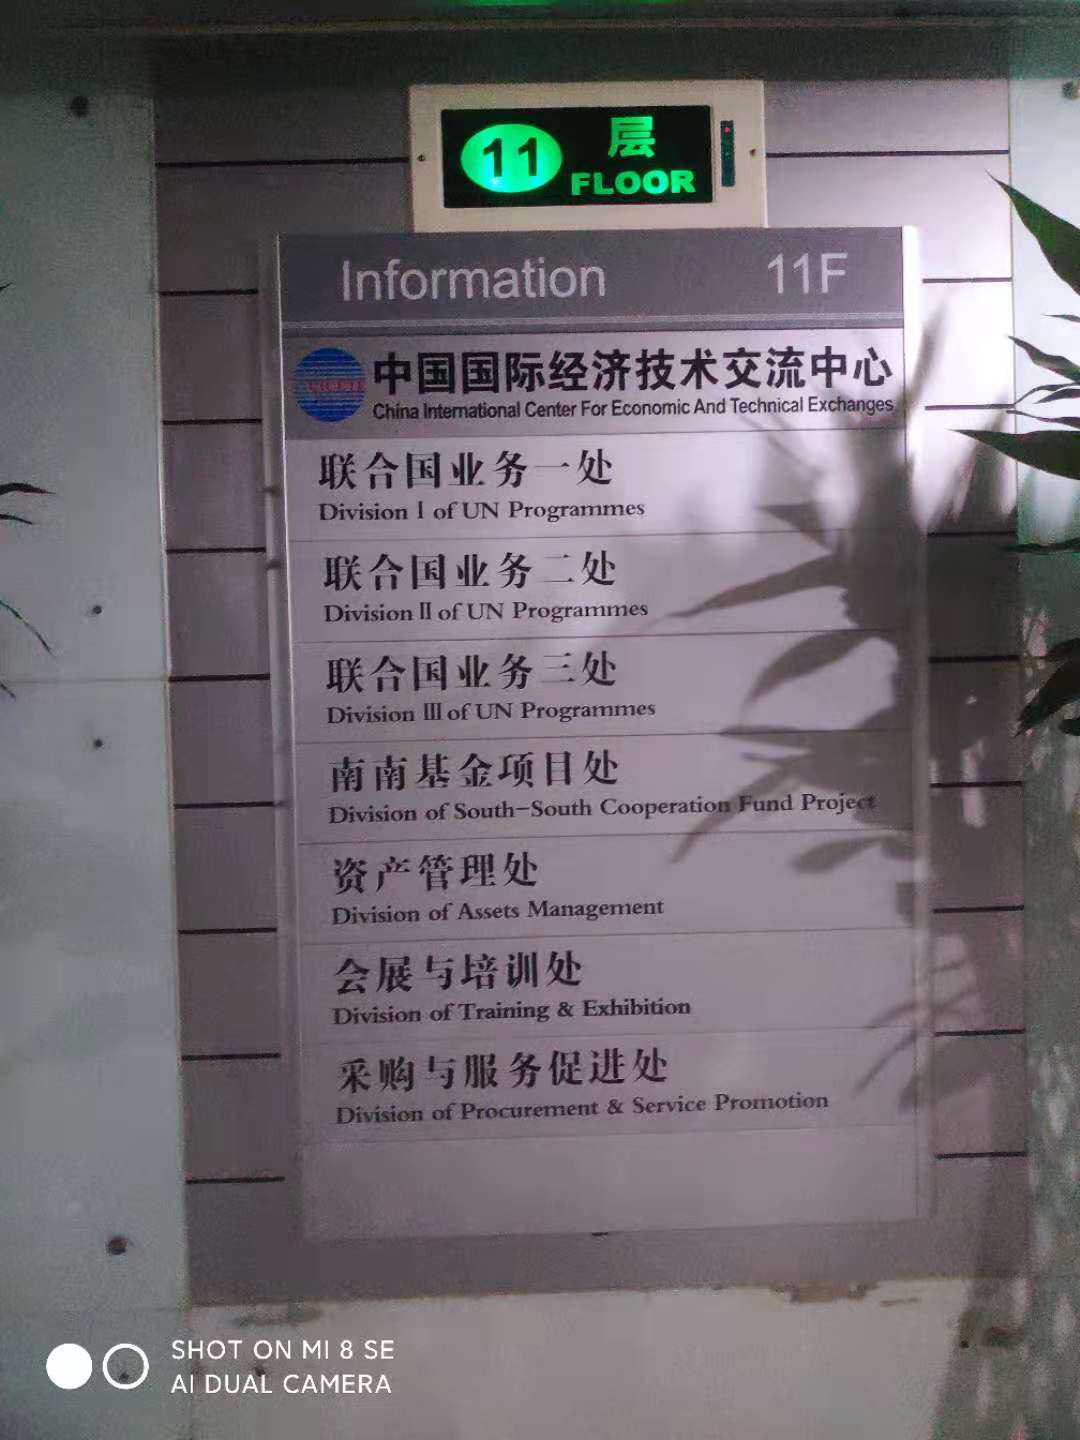 11 层
FLOOR
Information 11F
中国国际经济技术交流中心
China International Center For Economic And Technical Exchanges
联合国业务一处
Division Ⅰ of UN Programmes
联合国业务二处
Division Ⅱ of UN Programmes
联合国业务三处
Division Ⅲ of UN Programmes
南南基金项目处
Division of South-South Cooperation Fund Project
资产管理处
Division of Assets Management
会展与培训处
Division of Training & Exhibition
采购与服务促进处
Division of Procurement & Service Promotion
SHOT ON MI 8 SE
AI DUAL CAMERA